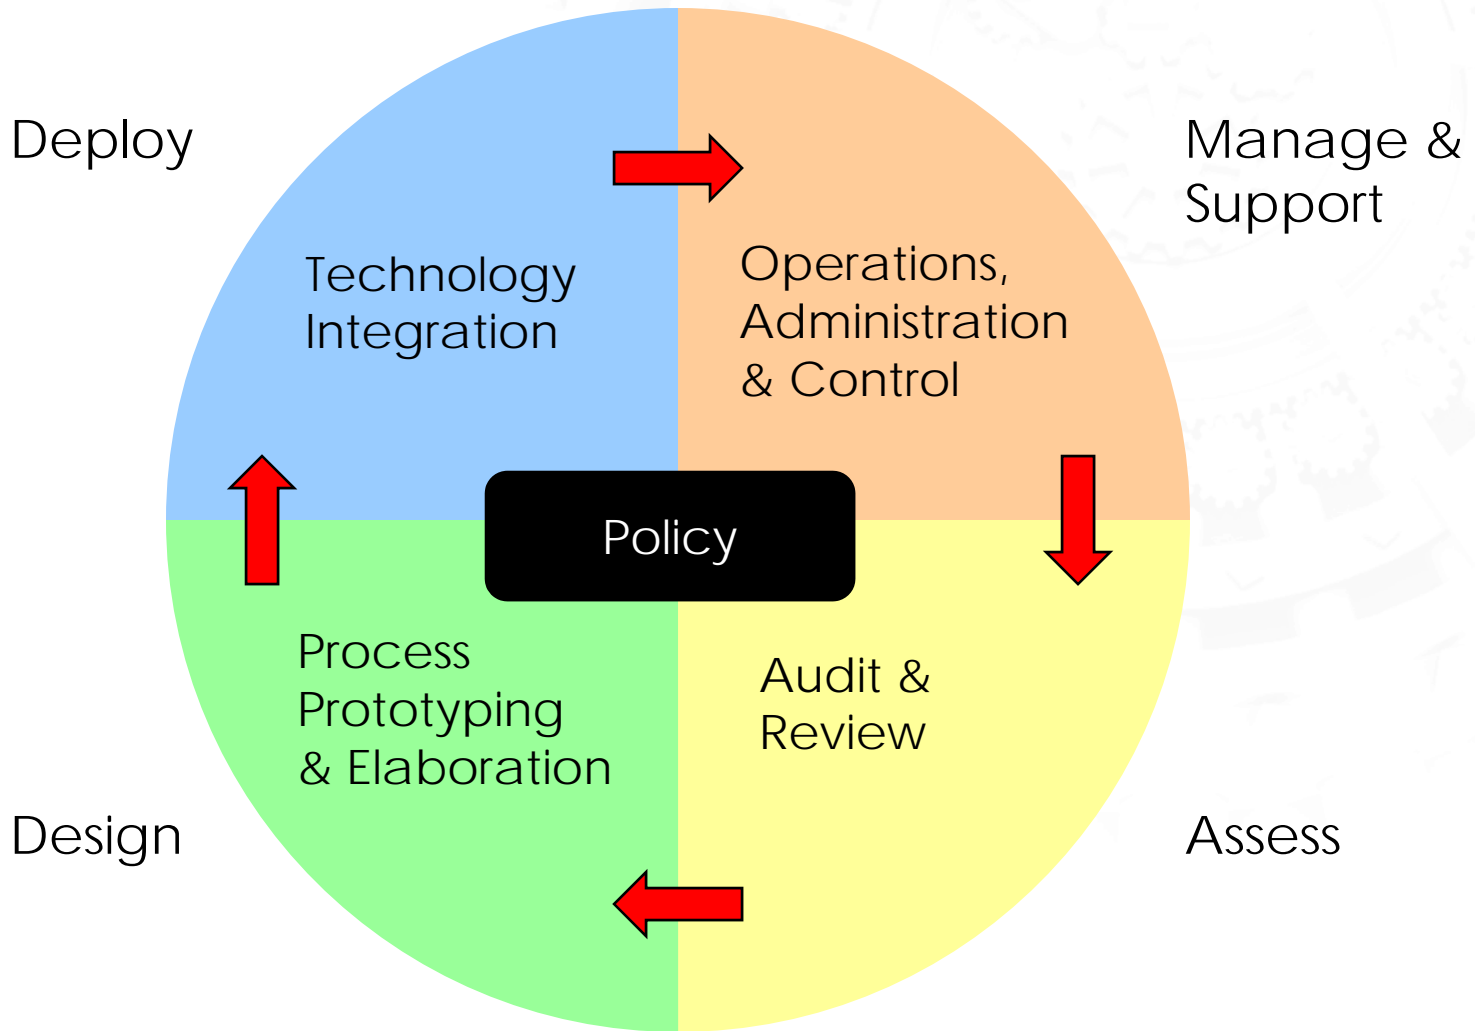 Deploy
Manage &
Support
Technology
Integration
Operations,
Administration
& Control
Policy
Process
Prototyping
& Elaboration
Audit &
Review
Design
Assess